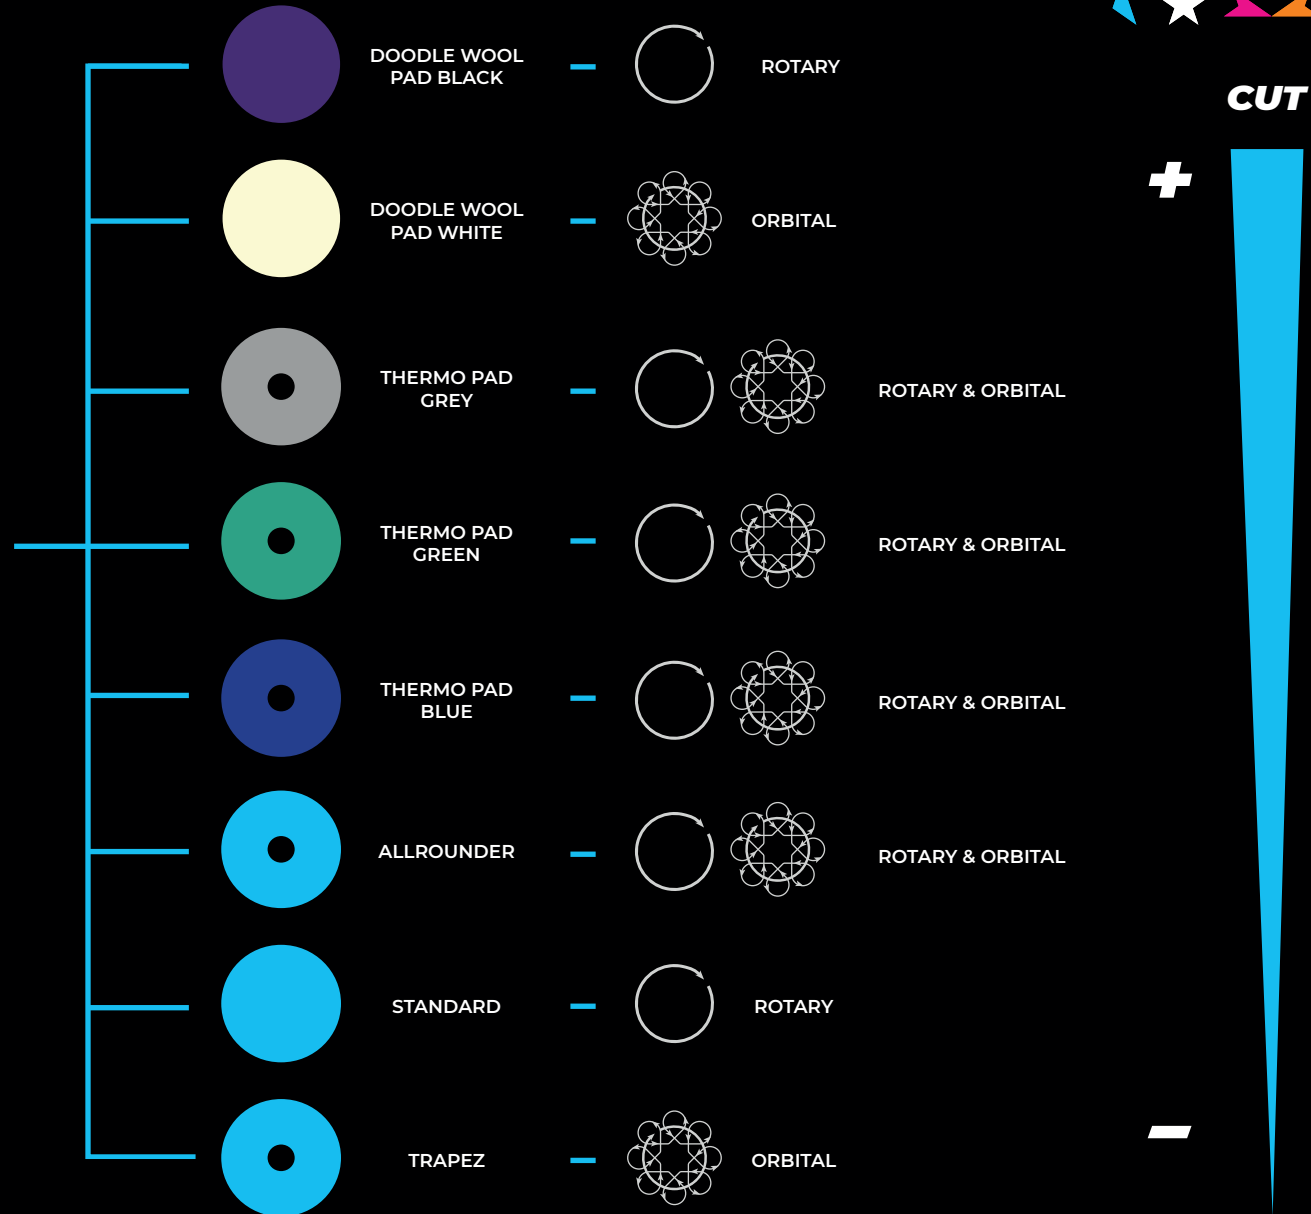 CUT
+
DOODLE WOOL
PAD BLACK
ROTARY
DOODLE WOOL
PAD WHITE
ORBITAL
THERMO PAD
GREY
ROTARY & ORBITAL
THERMO PAD
GREEN
ROTARY & ORBITAL
THERMO PAD
BLUE
ROTARY & ORBITAL
ALLROUNDER
ROTARY & ORBITAL
STANDARD
ROTARY
TRAPEZ
ORBITAL
-